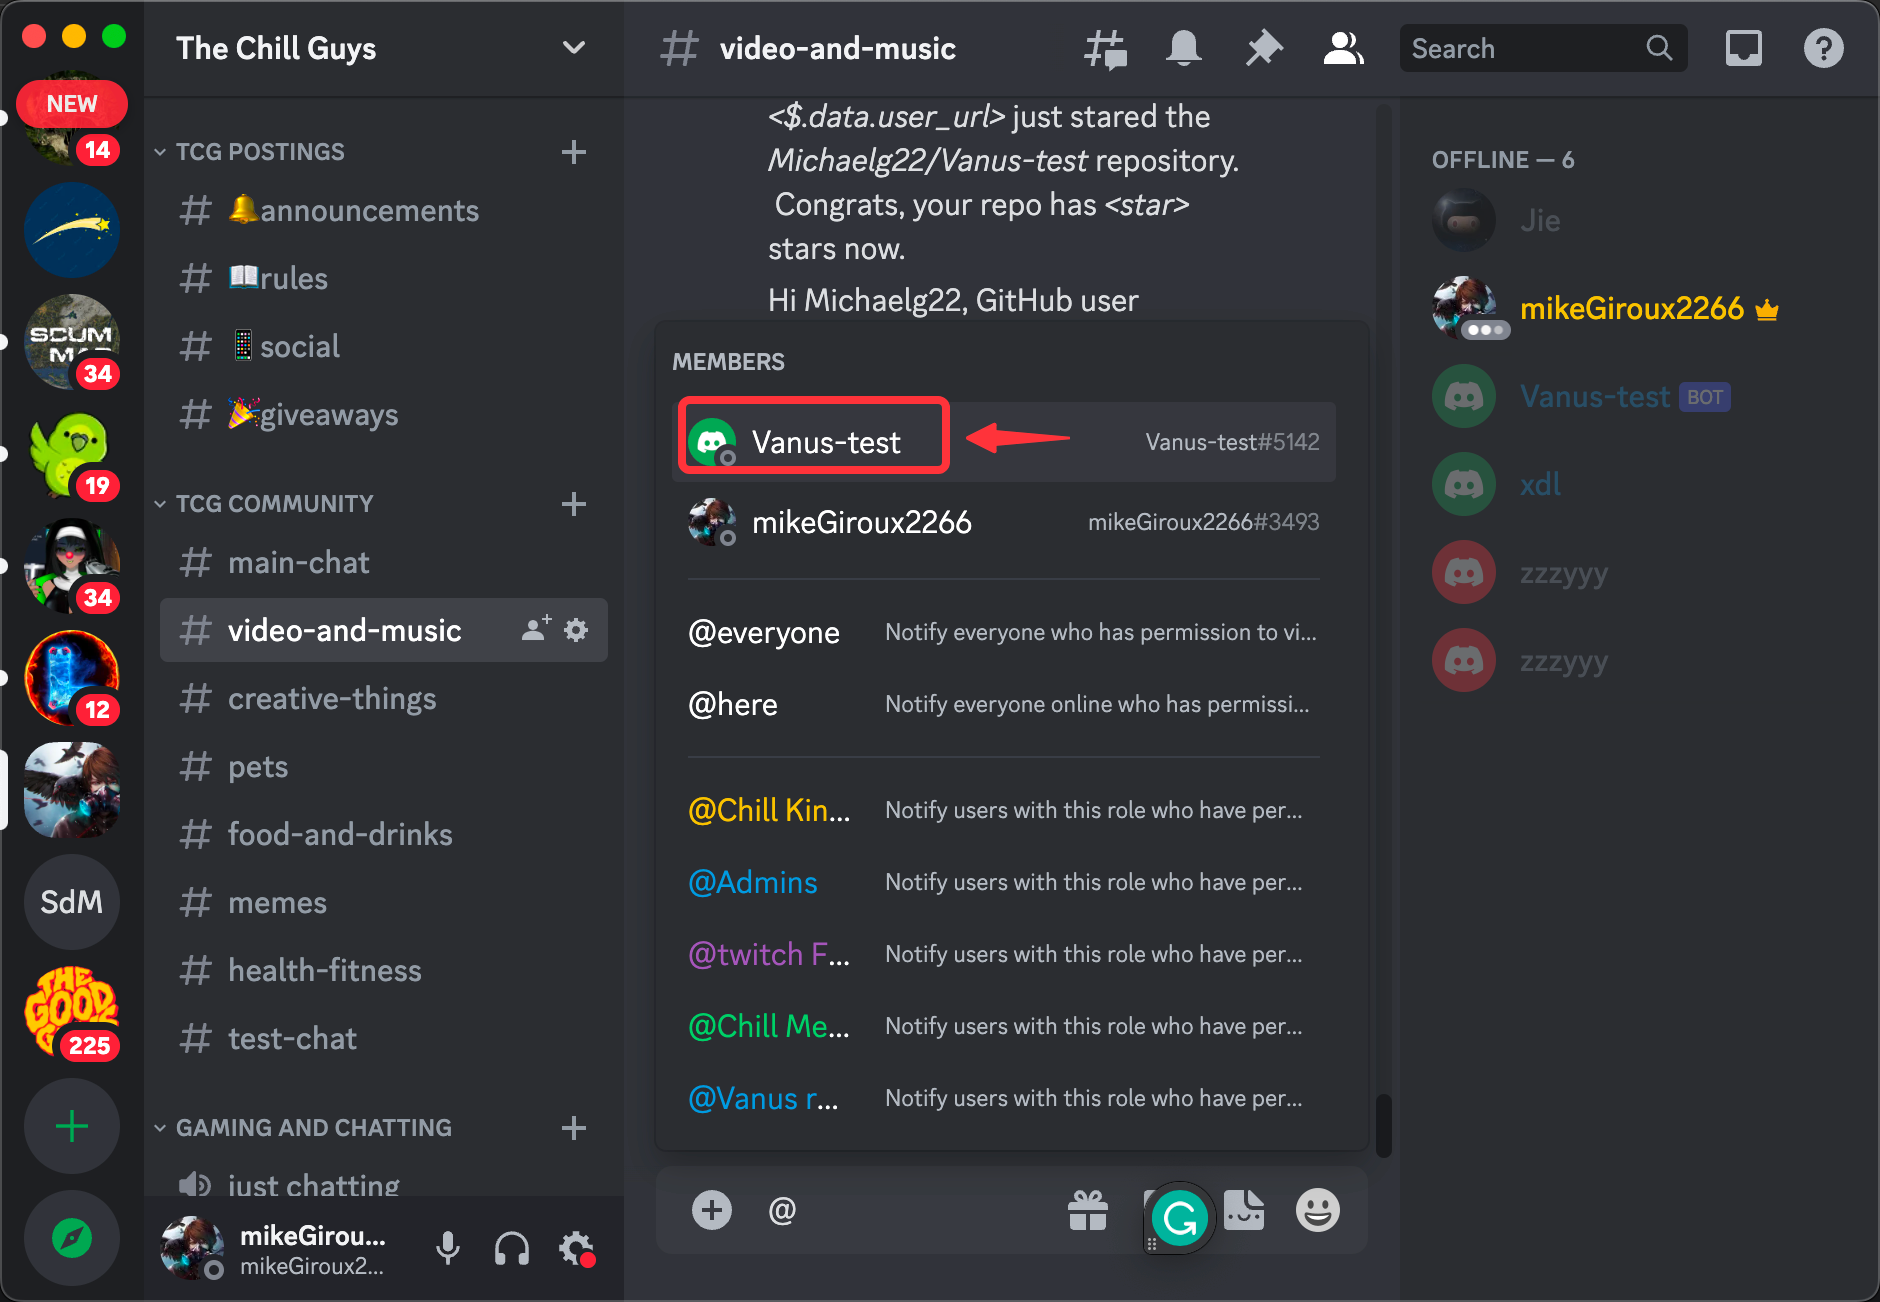 NEW
14
SCUM
34
19
34
12
SdM
THE
GOOD
225
The Chill Guys
TCG POSTINGS
announcements
rules
social
giveaways
TCG COMMUNITY
main-chat
video-and-music
creative-things
pets
food-and-drinks
memes
health-fitness
test-chat
GAMING AND CHATTING
just chatting
mikeGirou...
mikeGiroux2...
# video-and-music
Search
<$.data.user_url> just stared the
Michaelg22/Vanus-test repository.
Congrats, your repo has <star>
stars now.
Hi Michaelg22, GitHub user
MEMBERS
Vanus-test Vanus-test#5142
mikeGiroux2266 mikeGiroux2266#3493
@everyone Notify everyone who has permission to vi...
@here Notify everyone online who has permissi...
@Chill Kin... Notify users with this role who have per...
@Admins Notify users with this role who have per...
@twitch F... Notify users with this role who have per...
@Chill Me... Notify users with this role who have per...
@Vanus r... Notify users with this role who have per...
@
OFFLINE — 6
Jie
mikeGiroux2266
Vanus-test BOT
xdl
zzzyyy
zzzyyy